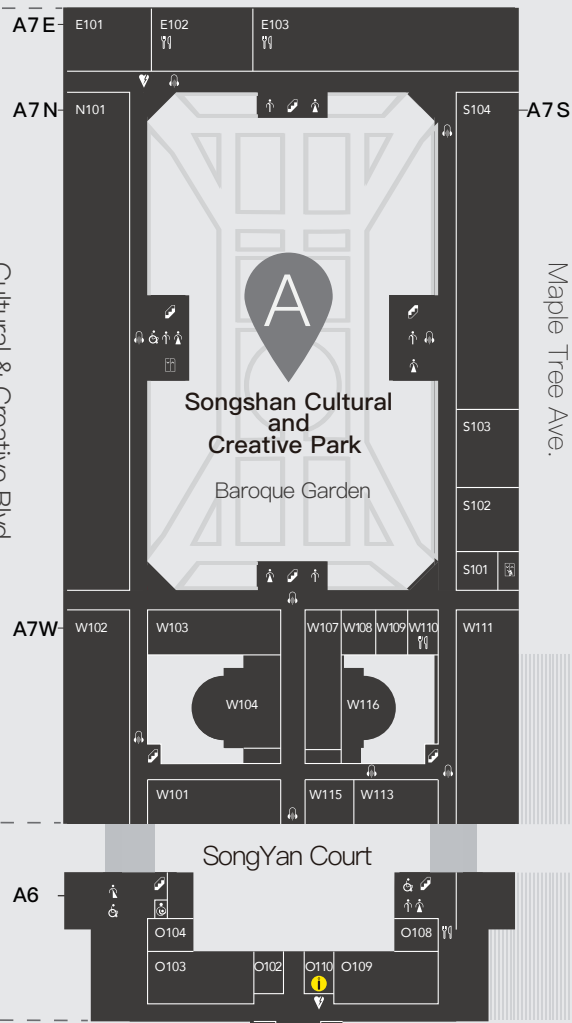 A7E
E101
E102
E103
A7N
N101
S104
A7S
A
Songshan Cultural
and
Creative Park
Baroque Garden
Cultural & Creative Blvd.
Maple Tree Ave.
S103
S102
S101
A7W
W102
W103
W107
W108
W109
W110
W111
W104
W116
W101
W115
W113
SongYan Court
A6
O104
O108
O103
O102
O110
O109
i